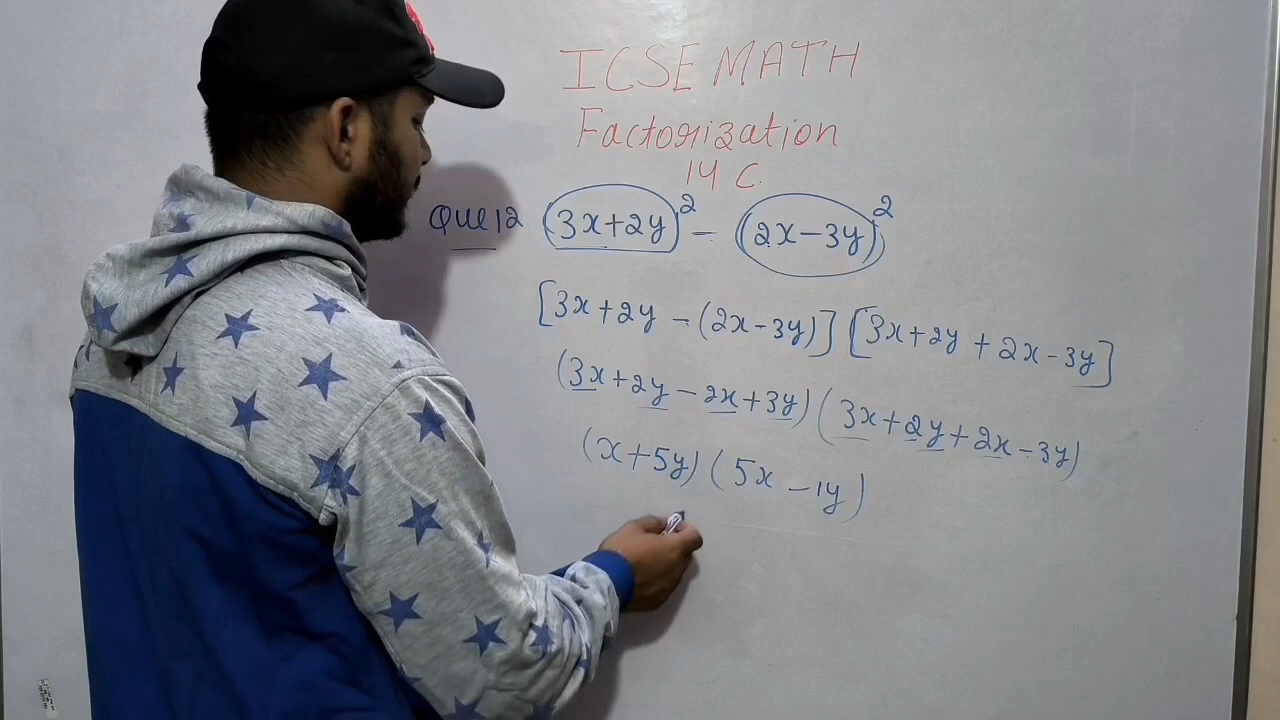 ICSE MATH
Factorization
14 C.
QUE12 (3x+2y)² - (2x-3y)²
[3x+2y - (2x-3y)] [3x+2y + 2x-3y]
(3x+2y-2x+3y) (3x+2y+2x-3y)
(x+5y) (5x-1y)